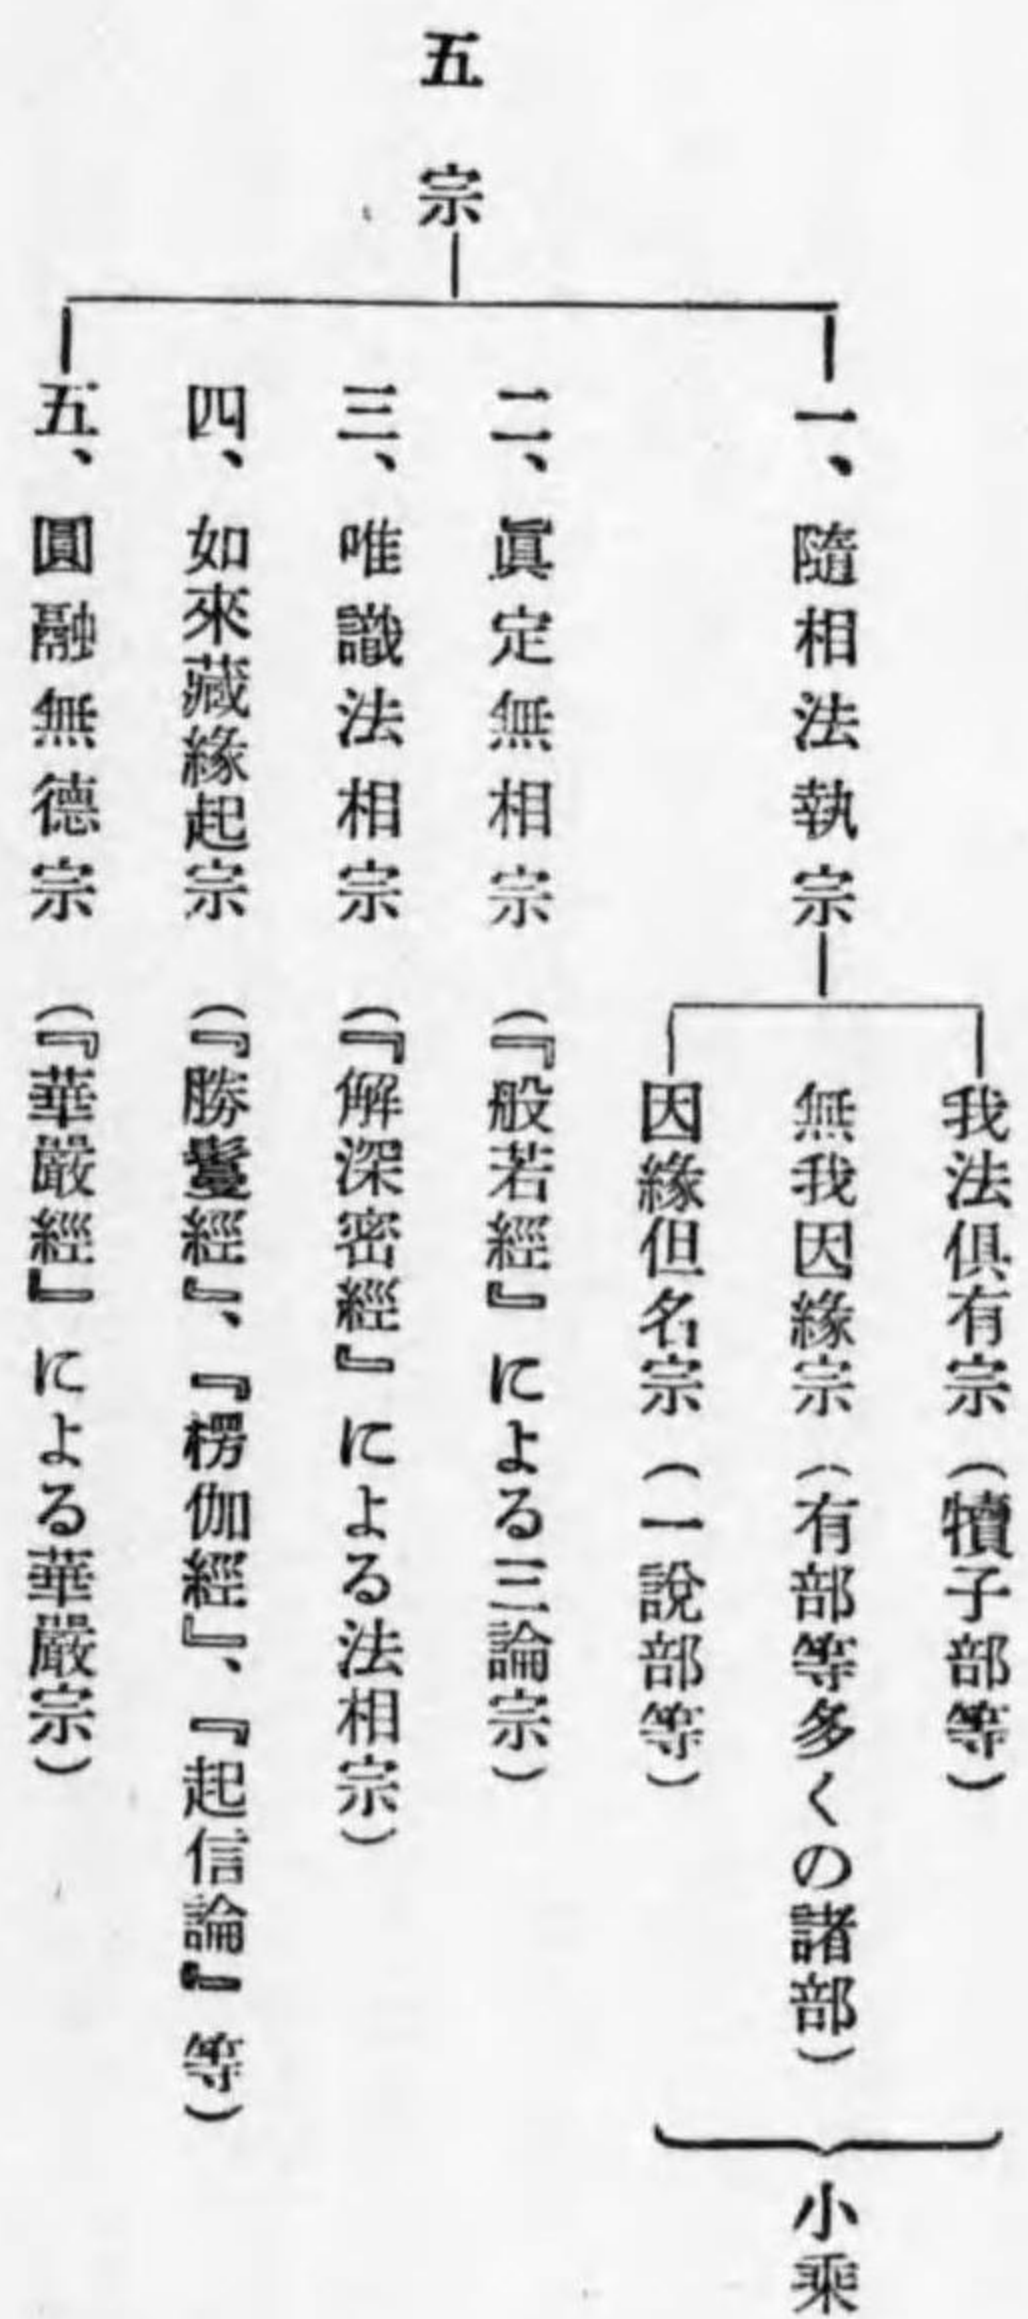 五宗
一、隨相法執宗
我法俱有宗（犢子部等）
無我因緣宗（有部等多くの諸部）
因緣但名宗（一說部等）
小乘
二、眞定無相宗（『般若經』による三論宗）
三、唯識法相宗（『解深密經』による法相宗）
四、如來藏緣起宗（『勝鬘經』、『楞伽經』、『起信論』等）
五、圓融無德宗（『華嚴經』による華嚴宗）